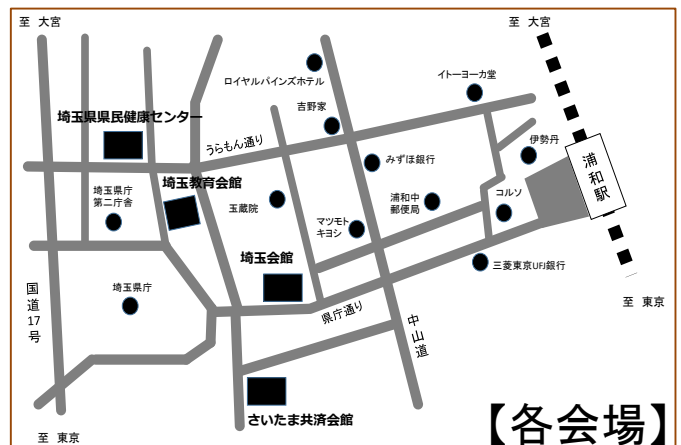 至 大宮
至 大宮
ロイヤルパインズホテル
イトーヨーカ堂
吉野家
埼玉県県民健康センター
うらもん通り
伊勢丹
みずほ銀行
浦和駅
埼玉教育会館
埼玉県庁
第二庁舎
玉蔵院
浦和中
郵便局
コルソ
マツモト
キヨシ
埼玉会館
三菱東京UFJ銀行
埼玉県庁
国道17号
県庁通り
中山道
至 東京
さいたま共済会館
【各会場】
至 東京